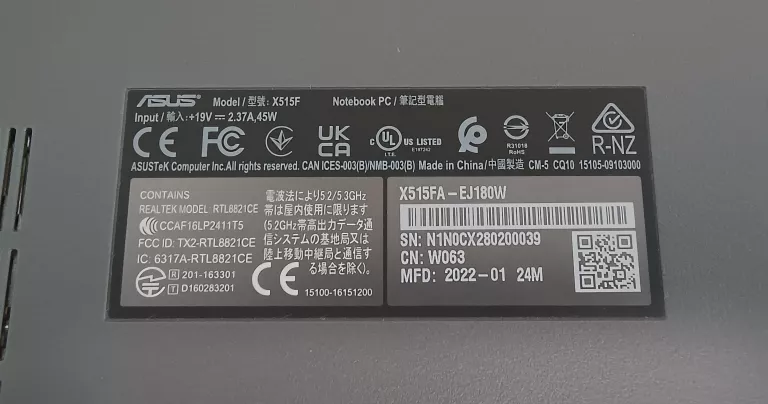 ASUS Model / 型號: X515F Notebook PC / 筆記型電腦
Input / 輸入: +19V ⎓ 2.37A, 45W
CE FC UK CA c UL US LISTED I.T.E. E197242 R31018 RoHS R-NZ
ASUSTeK Computer Inc. All rights reserved. CAN ICES-003(B)/NMB-003(B) Made in China/中國製造 CM-5 CQ10 15105-09103000
CONTAINS
REALTEK MODEL RTL8821CE
CCAF16LP2411T5
FCC ID: TX2-RTL8821CE
IC: 6317A-RTL8821CE
R 201-163301
T D160283201
電波法により5.2/5.3GHz
帯は屋内使用に限ります
(5.2GHz帯高出力データ通
信システムの基地局又は
陸上移動中継局と通信す
る場合を除く)。
CE
15100-16151200
X515FA-EJ180W
SN: N1N0CX280200039
CN: W063
MFD: 2022-01 24M